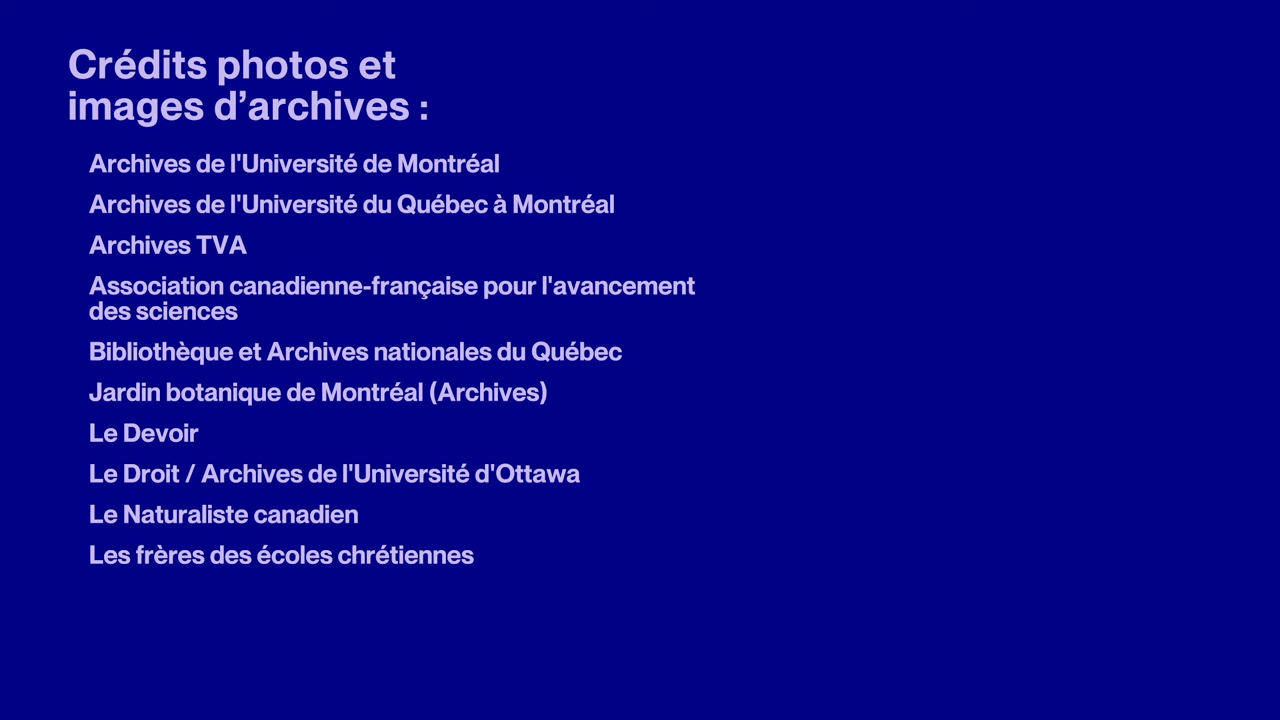 Crédits photos et
images d’archives :
Archives de l'Université de Montréal
Archives de l'Université du Québec à Montréal
Archives TVA
Association canadienne-française pour l'avancement
des sciences
Bibliothèque et Archives nationales du Québec
Jardin botanique de Montréal (Archives)
Le Devoir
Le Droit / Archives de l'Université d'Ottawa
Le Naturaliste canadien
Les frères des écoles chrétiennes